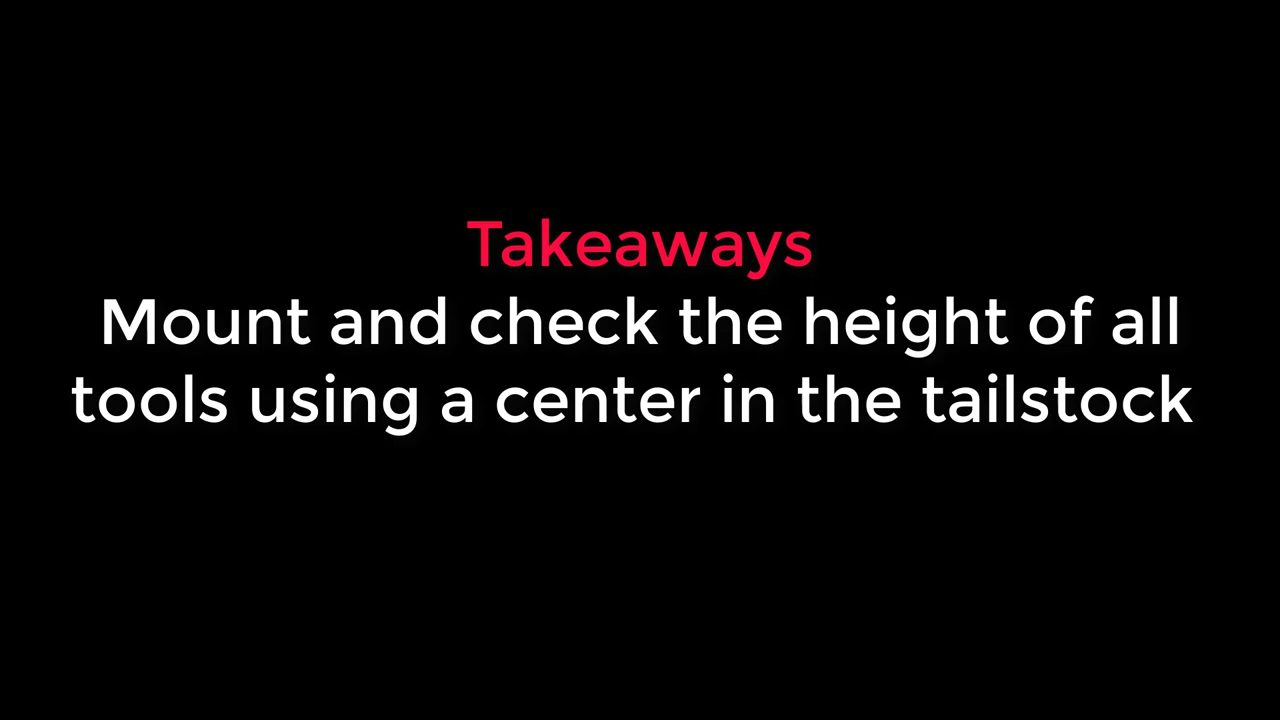 Takeaways
Mount and check the height of all
tools using a center in the tailstock